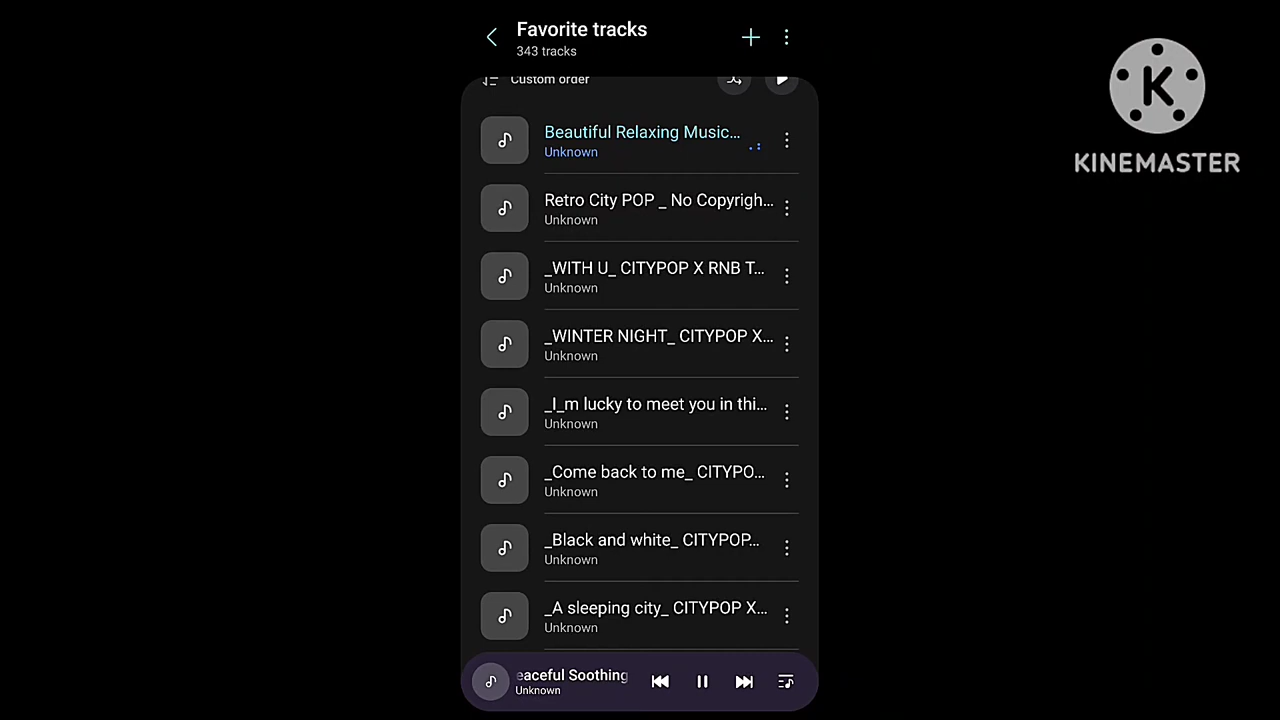 Favorite tracks
343 tracks
K
KINEMASTER
Custom order
Beautiful Relaxing Music...
Unknown
Retro City POP _ No Copyrigh...
Unknown
_WITH U_ CITYPOP X RNB T...
Unknown
_WINTER NIGHT_ CITYPOP X...
Unknown
_I_m lucky to meet you in thi...
Unknown
_Come back to me_ CITYPO...
Unknown
_Black and white_ CITYPOP...
Unknown
_A sleeping city_ CITYPOP X...
Unknown
eaceful Soothing
Unknown